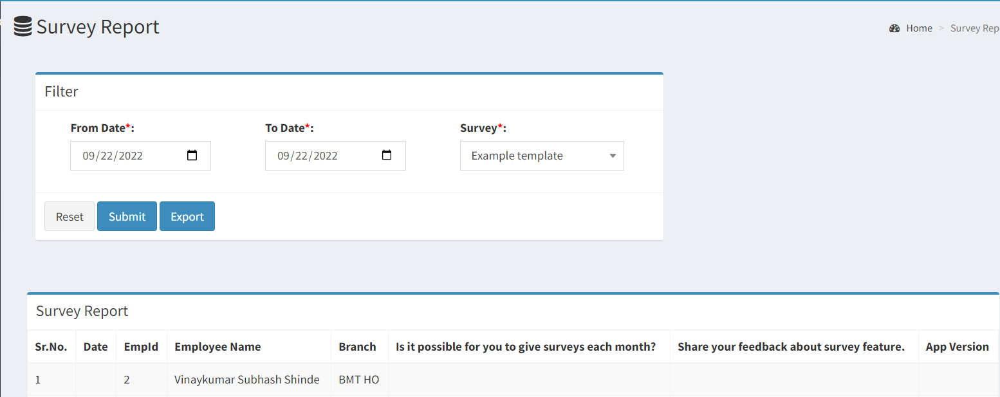 Survey Report
Home > Survey Rep
Filter
From Date*: To Date*: Survey*:
09/22/2022 09/22/2022 Example template
Reset Submit Export
Survey Report
Sr.No. Date EmpId Employee Name Branch Is it possible for you to give surveys each month? Share your feedback about survey feature. App Version
1 2 Vinaykumar Subhash Shinde BMT HO